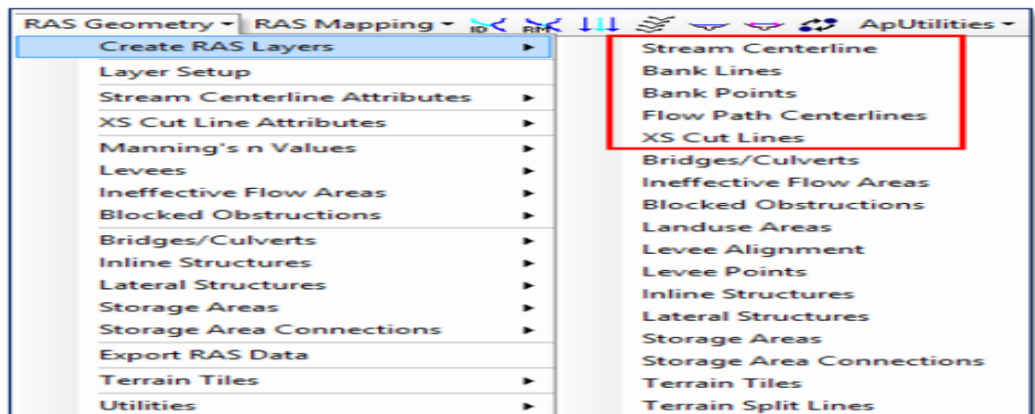 RAS Geometry RAS Mapping ID RM ApUtilities
Create RAS Layers
Layer Setup
Stream Centerline Attributes
XS Cut Line Attributes
Manning's n Values
Levees
Ineffective Flow Areas
Blocked Obstructions
Bridges/Culverts
Inline Structures
Lateral Structures
Storage Areas
Storage Area Connections
Export RAS Data
Terrain Tiles
Utilities
Stream Centerline
Bank Lines
Bank Points
Flow Path Centerlines
XS Cut Lines
Bridges/Culverts
Ineffective Flow Areas
Blocked Obstructions
Landuse Areas
Levee Alignment
Levee Points
Inline Structures
Lateral Structures
Storage Areas
Storage Area Connections
Terrain Tiles
Terrain Split Lines